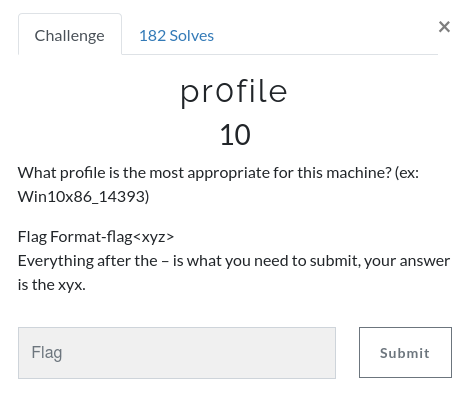 Challenge
182 Solves
×
pr0file
10
What profile is the most appropriate for this machine? (ex:
Win10x86_14393)
Flag Format-flag<xyz>
Everything after the – is what you need to submit, your answer
is the xyx.
Flag
Submit